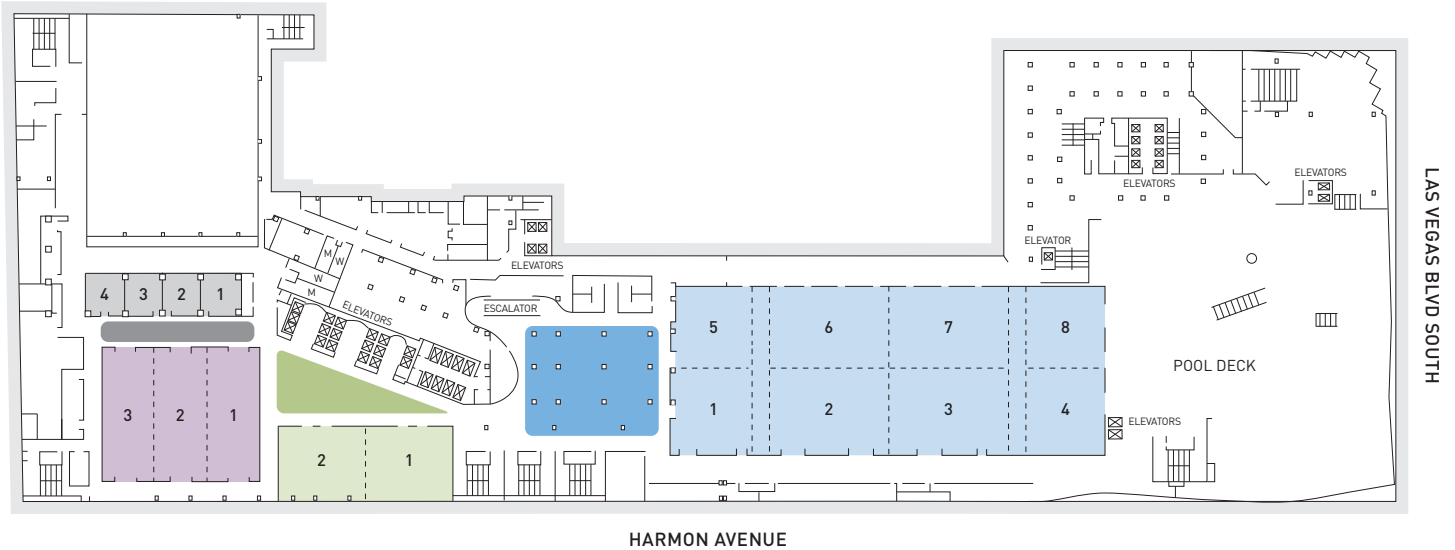 ELEVATORS
ELEVATORS
LAS VEGAS BLVD SOUTH
ELEVATOR
M
W
ELEVATORS
W
M
4
3
2
1
ELEVATORS
ESCALATOR
5
6
7
8
POOL DECK
3
2
1
1
2
3
4
ELEVATORS
2
1
HARMON AVENUE